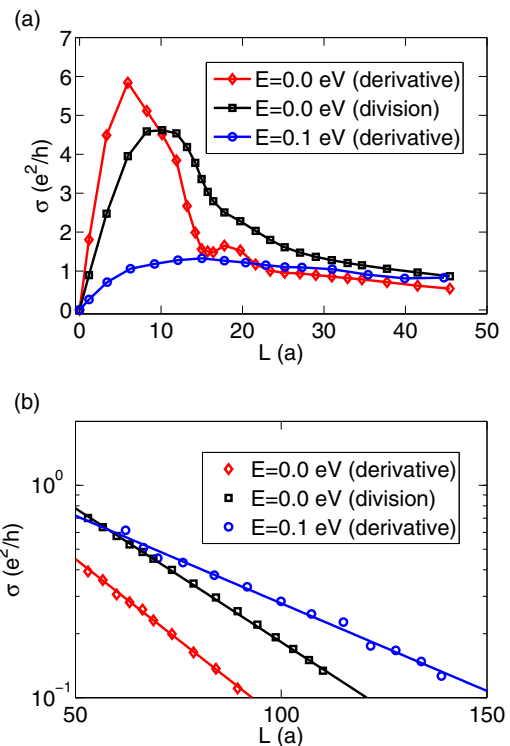 (a)
7
6
5
4
3
2
1
0
σ (e²/h)
E=0.0 eV (derivative)
E=0.0 eV (division)
E=0.1 eV (derivative)
0 10 20 30 40 50
L (a)
(b)
10⁰
10⁻¹
σ (e²/h)
E=0.0 eV (derivative)
E=0.0 eV (division)
E=0.1 eV (derivative)
50 100 150
L (a)